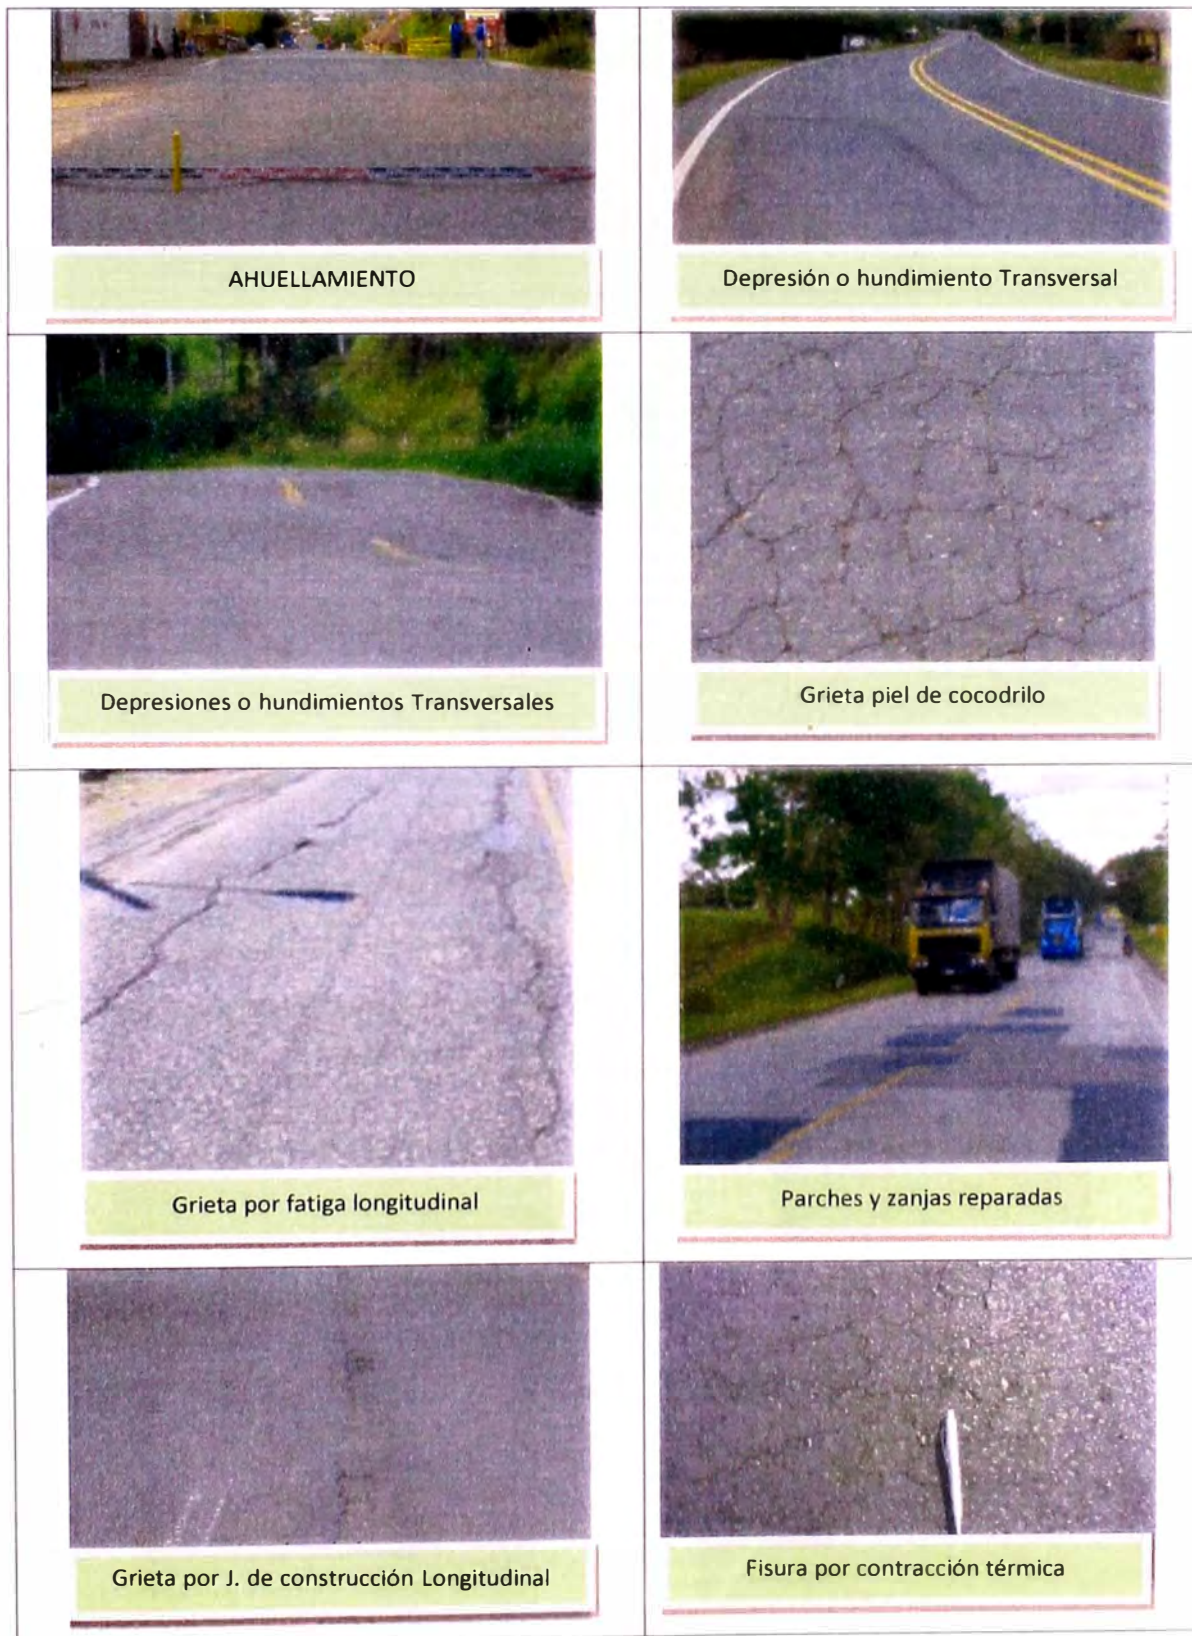 AHUELLAMIENTO
Depresión o hundimiento Transversal
Depresiones o hundimientos Transversales
Grieta piel de cocodrilo
Grieta por fatiga longitudinal
Parches y zanjas reparadas
Grieta por J. de construcción Longitudinal
Fisura por contracción térmica